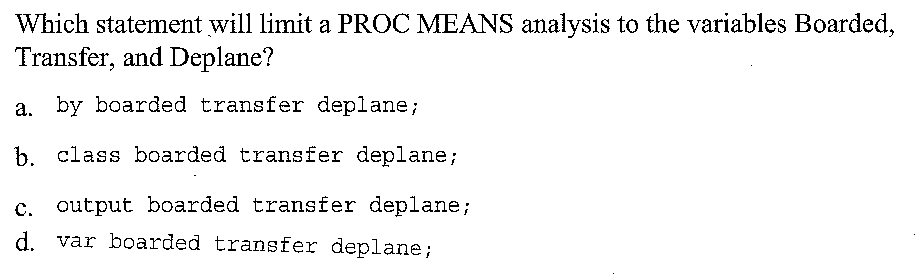 Which statement will limit a PROC MEANS analysis to the variables Boarded,
Transfer, and Deplane?
a. by boarded transfer deplane;
b. class boarded transfer deplane;
c. output boarded transfer deplane;
d. var boarded transfer deplane;